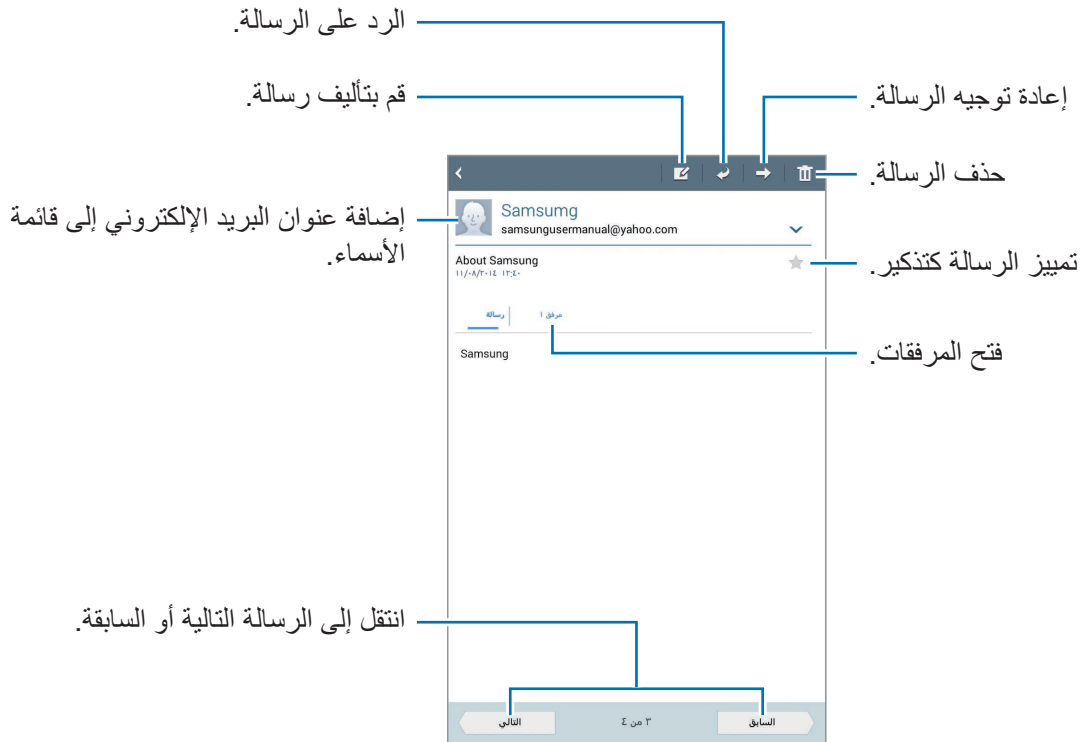 الرد على الرسالة.
قم بتأليف رسالة.
إعادة توجيه الرسالة.
حذف الرسالة.
إضافة عنوان البريد الإلكتروني إلى قائمة
الأسماء.
Samsumg
samsungusermanual@yahoo.com
About Samsung
١١/٠٨/٢٠١٤ ١٢:٤٠
تمييز الرسالة كتذكير.
رسالة
مرفق ١
فتح المرفقات.
Samsung
انتقل إلى الرسالة التالية أو السابقة.
السابق
٣ من ٤
التالي